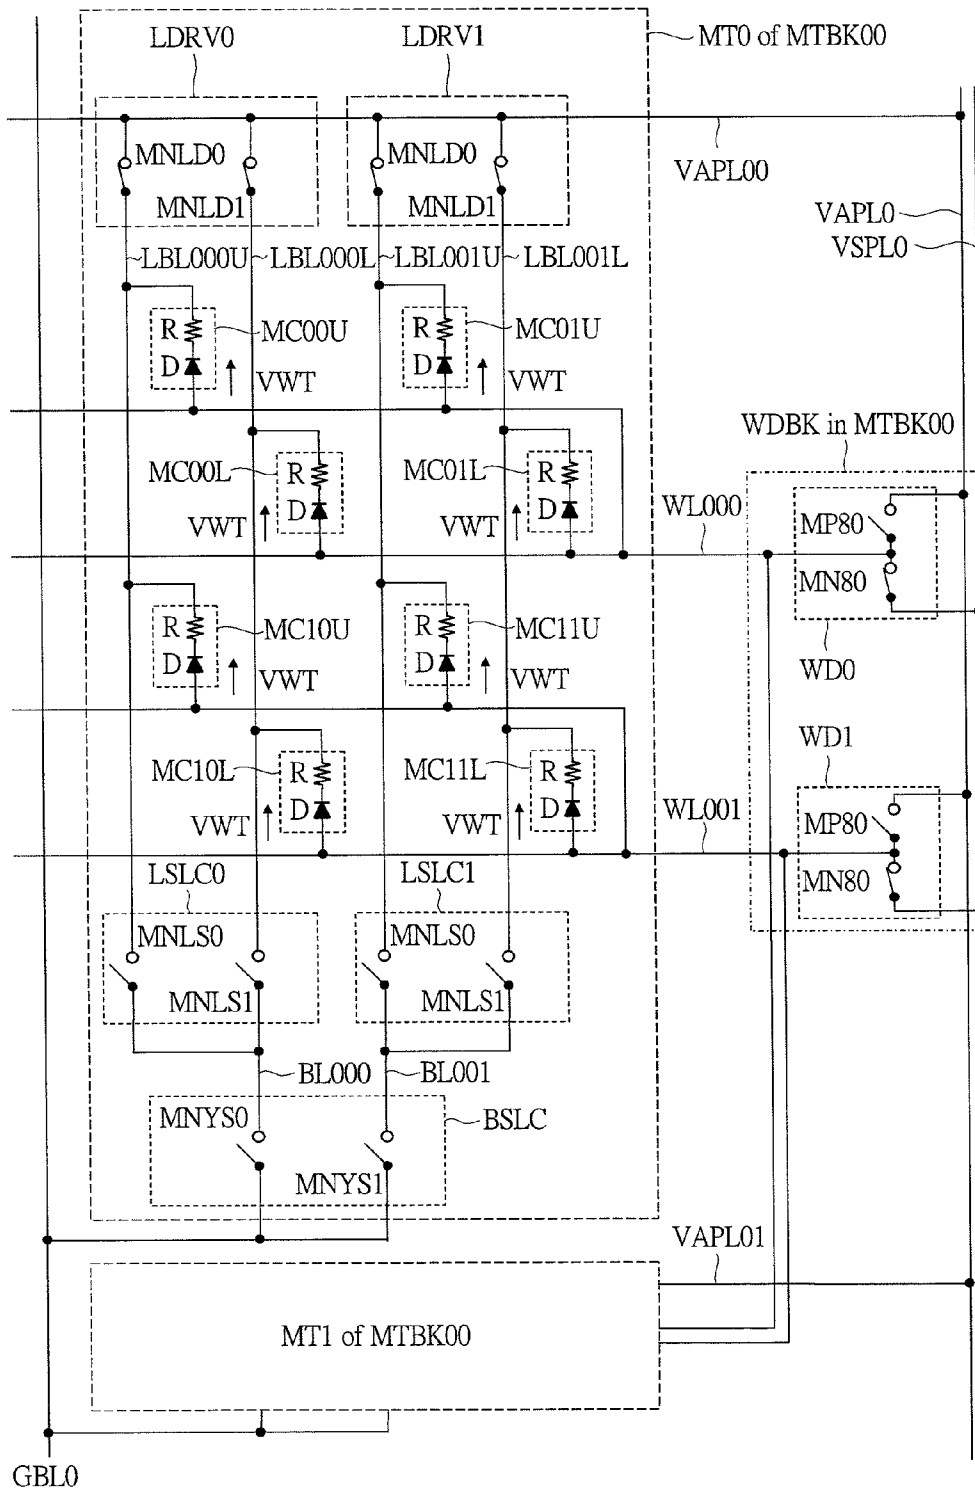 LDRV0 LDRV1 MT0 of MTBK00
MNLD0 MNLD0
MNLD1 MNLD1 VAPL00
VAPL0
VSPL0
LBL000U LBL000L LBL001U LBL001L
R MC00U R MC01U
D VWT D VWT
WDBK in MTBK00
MC00L R MC01L R
VWT D VWT D
WL000 MP80
MN80
R MC10U R MC11U
D VWT D VWT
WD0
WD1
MC10L R MC11L R
VWT D VWT D
WL001 MP80
MN80
LSLC0 LSLC1
MNLS0 MNLS0
MNLS1 MNLS1
BL000 BL001
MNYS0 BSLC
MNYS1
VAPL01
MT1 of MTBK00
GBL0